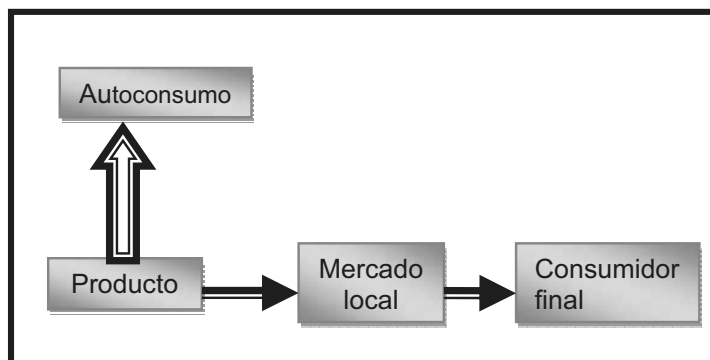 Autoconsumo
Producto
Mercado
local
Consumidor
final